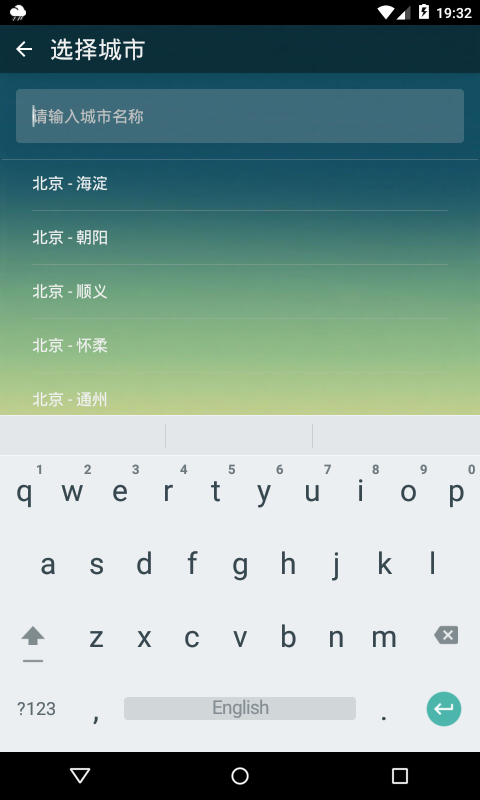 19:32
选择城市
请输入城市名称
北京 - 海淀
北京 - 朝阳
北京 - 顺义
北京 - 怀柔
北京 - 通州
1 2 3 4 5 6 7 8 9 0
q w e r t y u i o p
a s d f g h j k l
z x c v b n m
?123 , English .